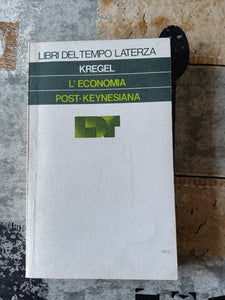 LIBRI DEL TEMPO LATERZA
KREGEL
L'ECONOMIA
POST-KEYNESIANA